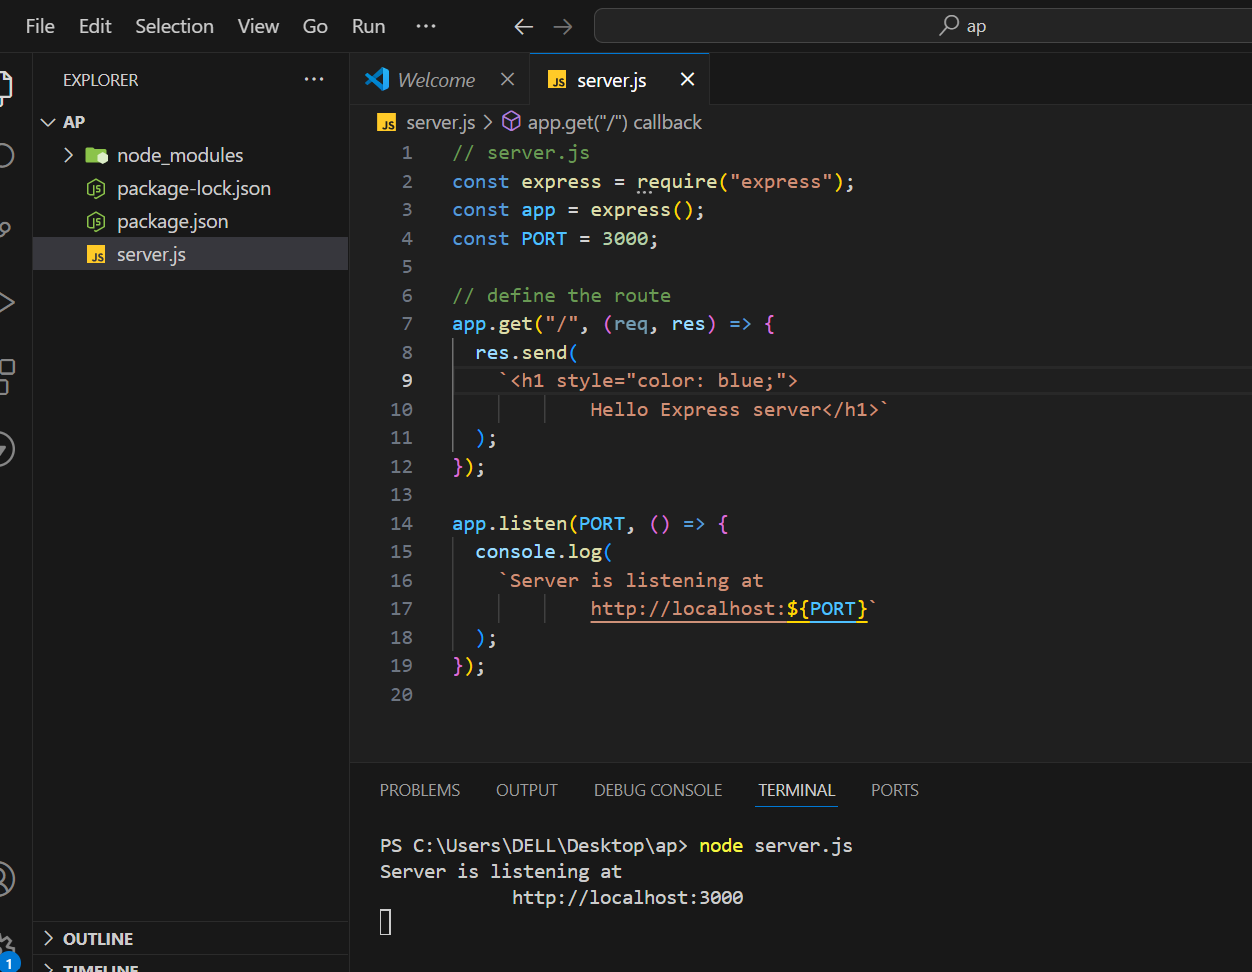 File Edit Selection View Go Run ··· ap
EXPLORER ···
AP
node_modules
package-lock.json
package.json
JS server.js
OUTLINE
TIMELINE
1
Welcome JS server.js
JS server.js > app.get("/") callback
1 // server.js
2 const express = require("express");
3 const app = express();
4 const PORT = 3000;
5
6 // define the route
7 app.get("/", (req, res) => {
8 res.send(
9 `<h1 style="color: blue;">
10 Hello Express server</h1>`
11 );
12 });
13
14 app.listen(PORT, () => {
15 console.log(
16 `Server is listening at
17 http://localhost:${PORT}`
18 );
19 });
20
PROBLEMS OUTPUT DEBUG CONSOLE TERMINAL PORTS
PS C:\Users\DELL\Desktop\ap> node server.js
Server is listening at
http://localhost:3000